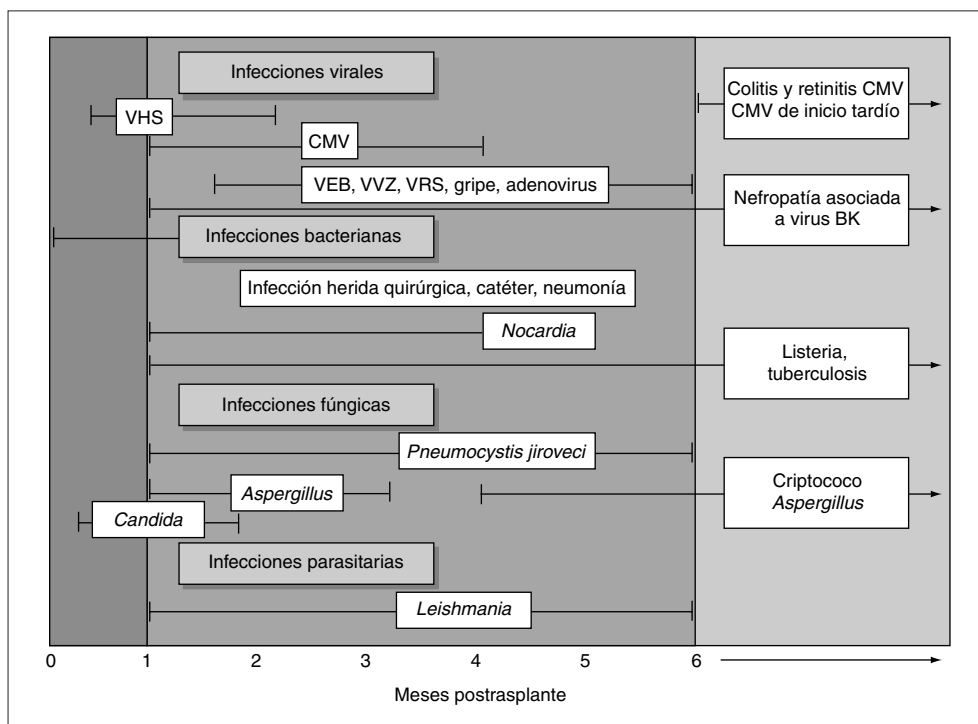 Infecciones virales
Colitis y retinitis CMV
CMV de inicio tardío
VHS
CMV
VEB, VVZ, VRS, gripe, adenovirus
Nefropatía asociada
a virus BK
Infecciones bacterianas
Infección herida quirúrgica, catéter, neumonía
Nocardia
Listeria,
tuberculosis
Infecciones fúngicas
Pneumocystis jiroveci
Aspergillus
Criptococo
Aspergillus
Candida
Infecciones parasitarias
Leishmania
0 1 2 3 4 5 6
Meses postrasplante